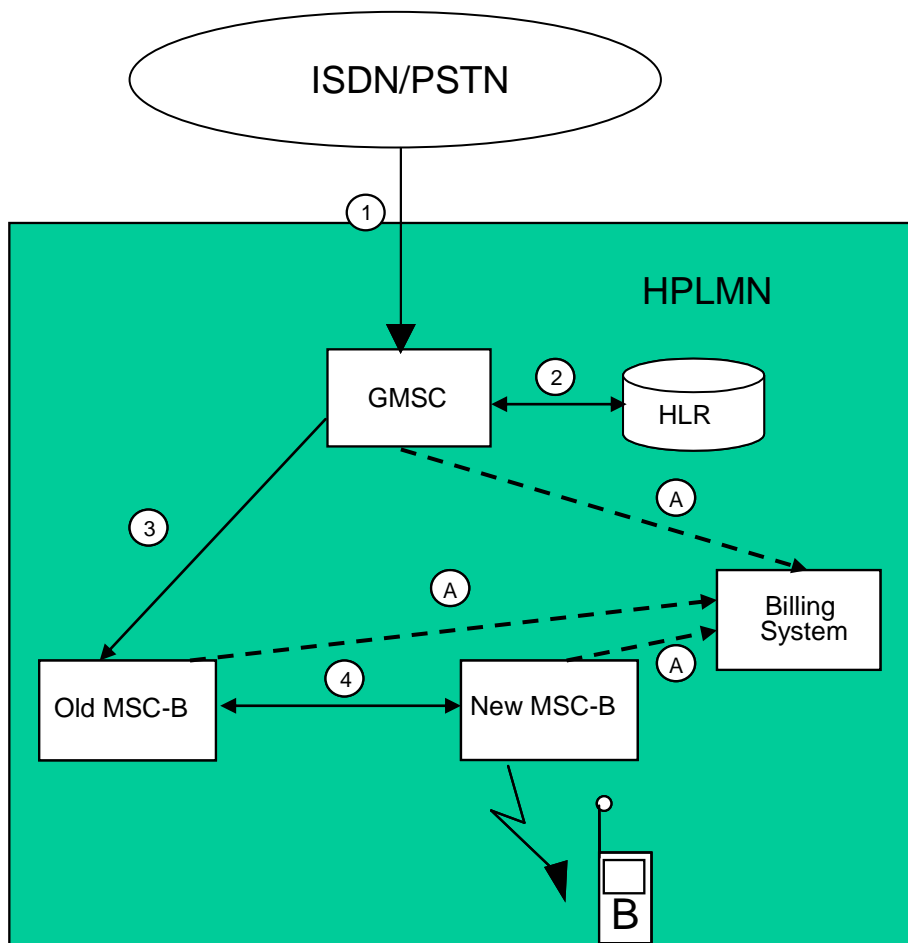 ISDN/PSTN
1
HPLMN
GMSC
2
HLR
A
3
A
Billing
System
A
Old MSC-B
4
New MSC-B
B